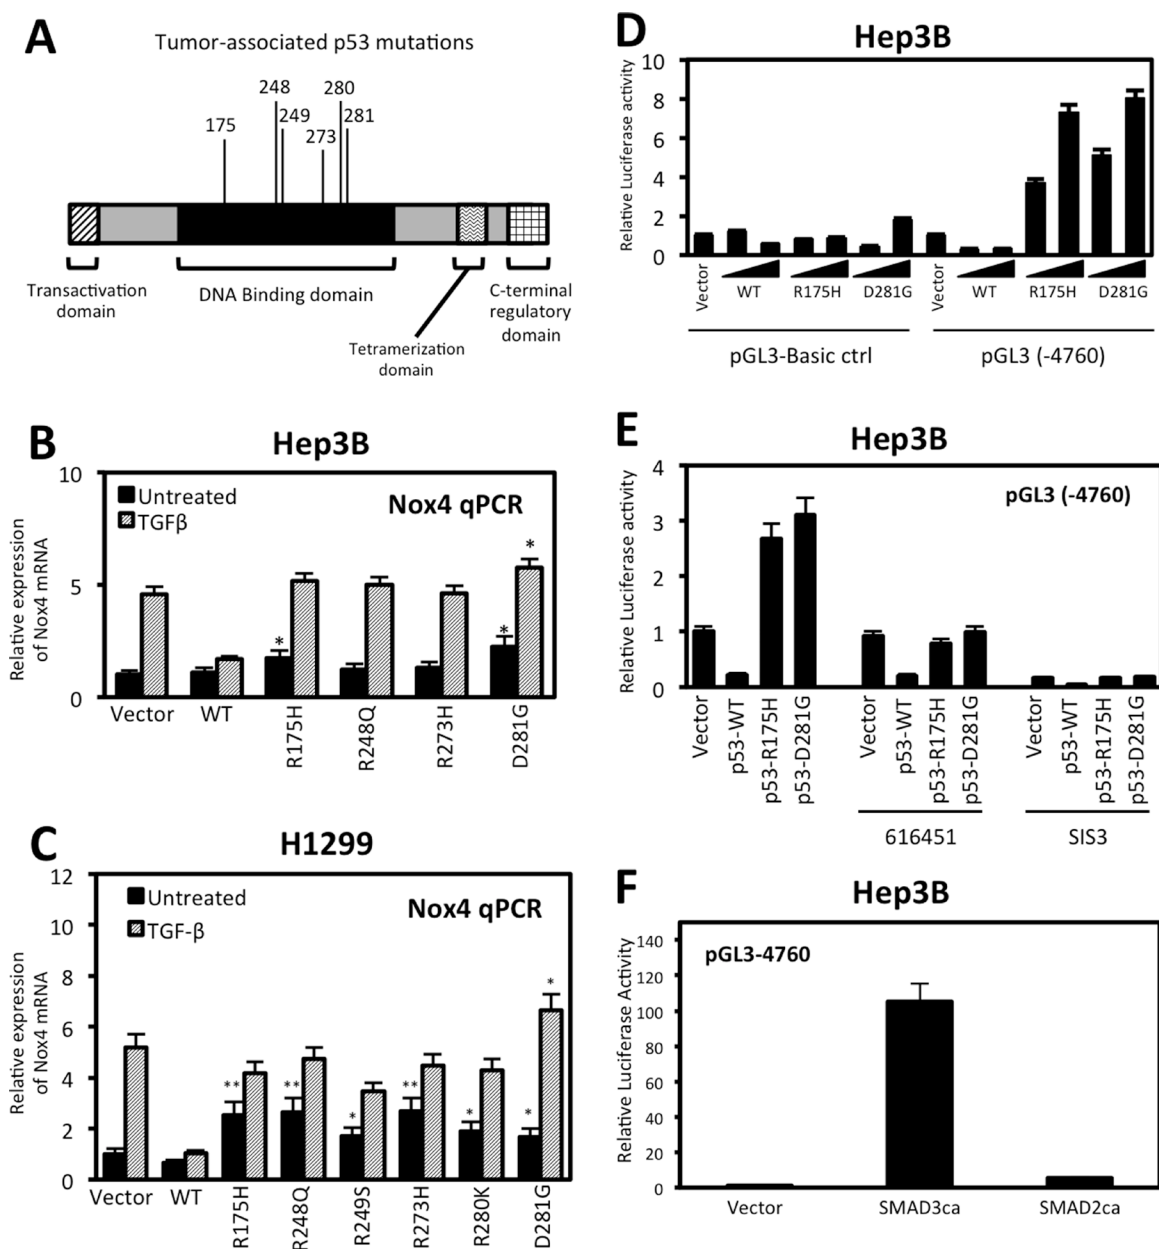 A
Tumor-associated p53 mutations
248
280
175
249
281
273
Transactivation
domain
DNA Binding domain
C-terminal
regulatory
domain
Tetramerization
domain
B
Hep3B
Relative expression
of Nox4 mRNA
10
5
0
Untreated
TGFβ
Nox4 qPCR
*
*
*
Vector
WT
R175H
R248Q
R273H
D281G
C
H1299
Relative expression
of Nox4 mRNA
12
10
8
6
4
2
0
Untreated
TGF-β
Nox4 qPCR
**
**
*
**
*
*
*
Vector
WT
R175H
R248Q
R249S
R273H
R280K
D281G
D
Hep3B
Relative Luciferase activity
10
8
6
4
2
0
Vector
WT
R175H
D281G
Vector
WT
R175H
D281G
pGL3-Basic ctrl
pGL3 (-4760)
E
Hep3B
Relative Luciferase activity
4
3
2
1
0
pGL3 (-4760)
Vector
p53-WT
p53-R175H
p53-D281G
Vector
p53-WT
p53-R175H
p53-D281G
Vector
p53-WT
p53-R175H
p53-D281G
616451
SIS3
F
Hep3B
Relative Luciferase Activity
140
120
100
80
60
40
20
0
pGL3-4760
Vector
SMAD3ca
SMAD2ca